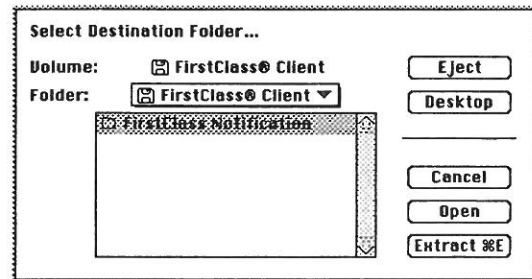 Select Destination Folder...
Volume: FirstClass® Client
Folder: FirstClass® Client
FirstClass Notification
Eject
Desktop
Cancel
Open
Extract ⌘E